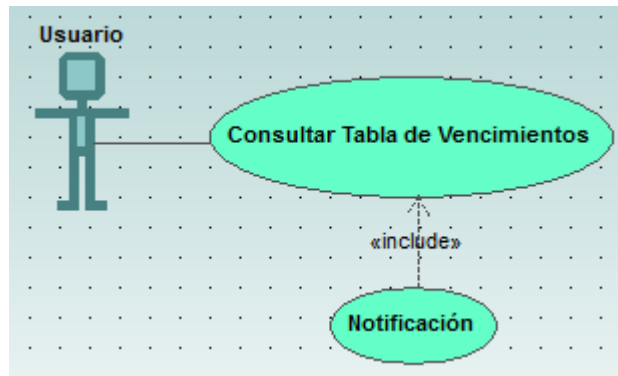 Usuario
Consultar Tabla de Vencimientos
«include»
Notificación